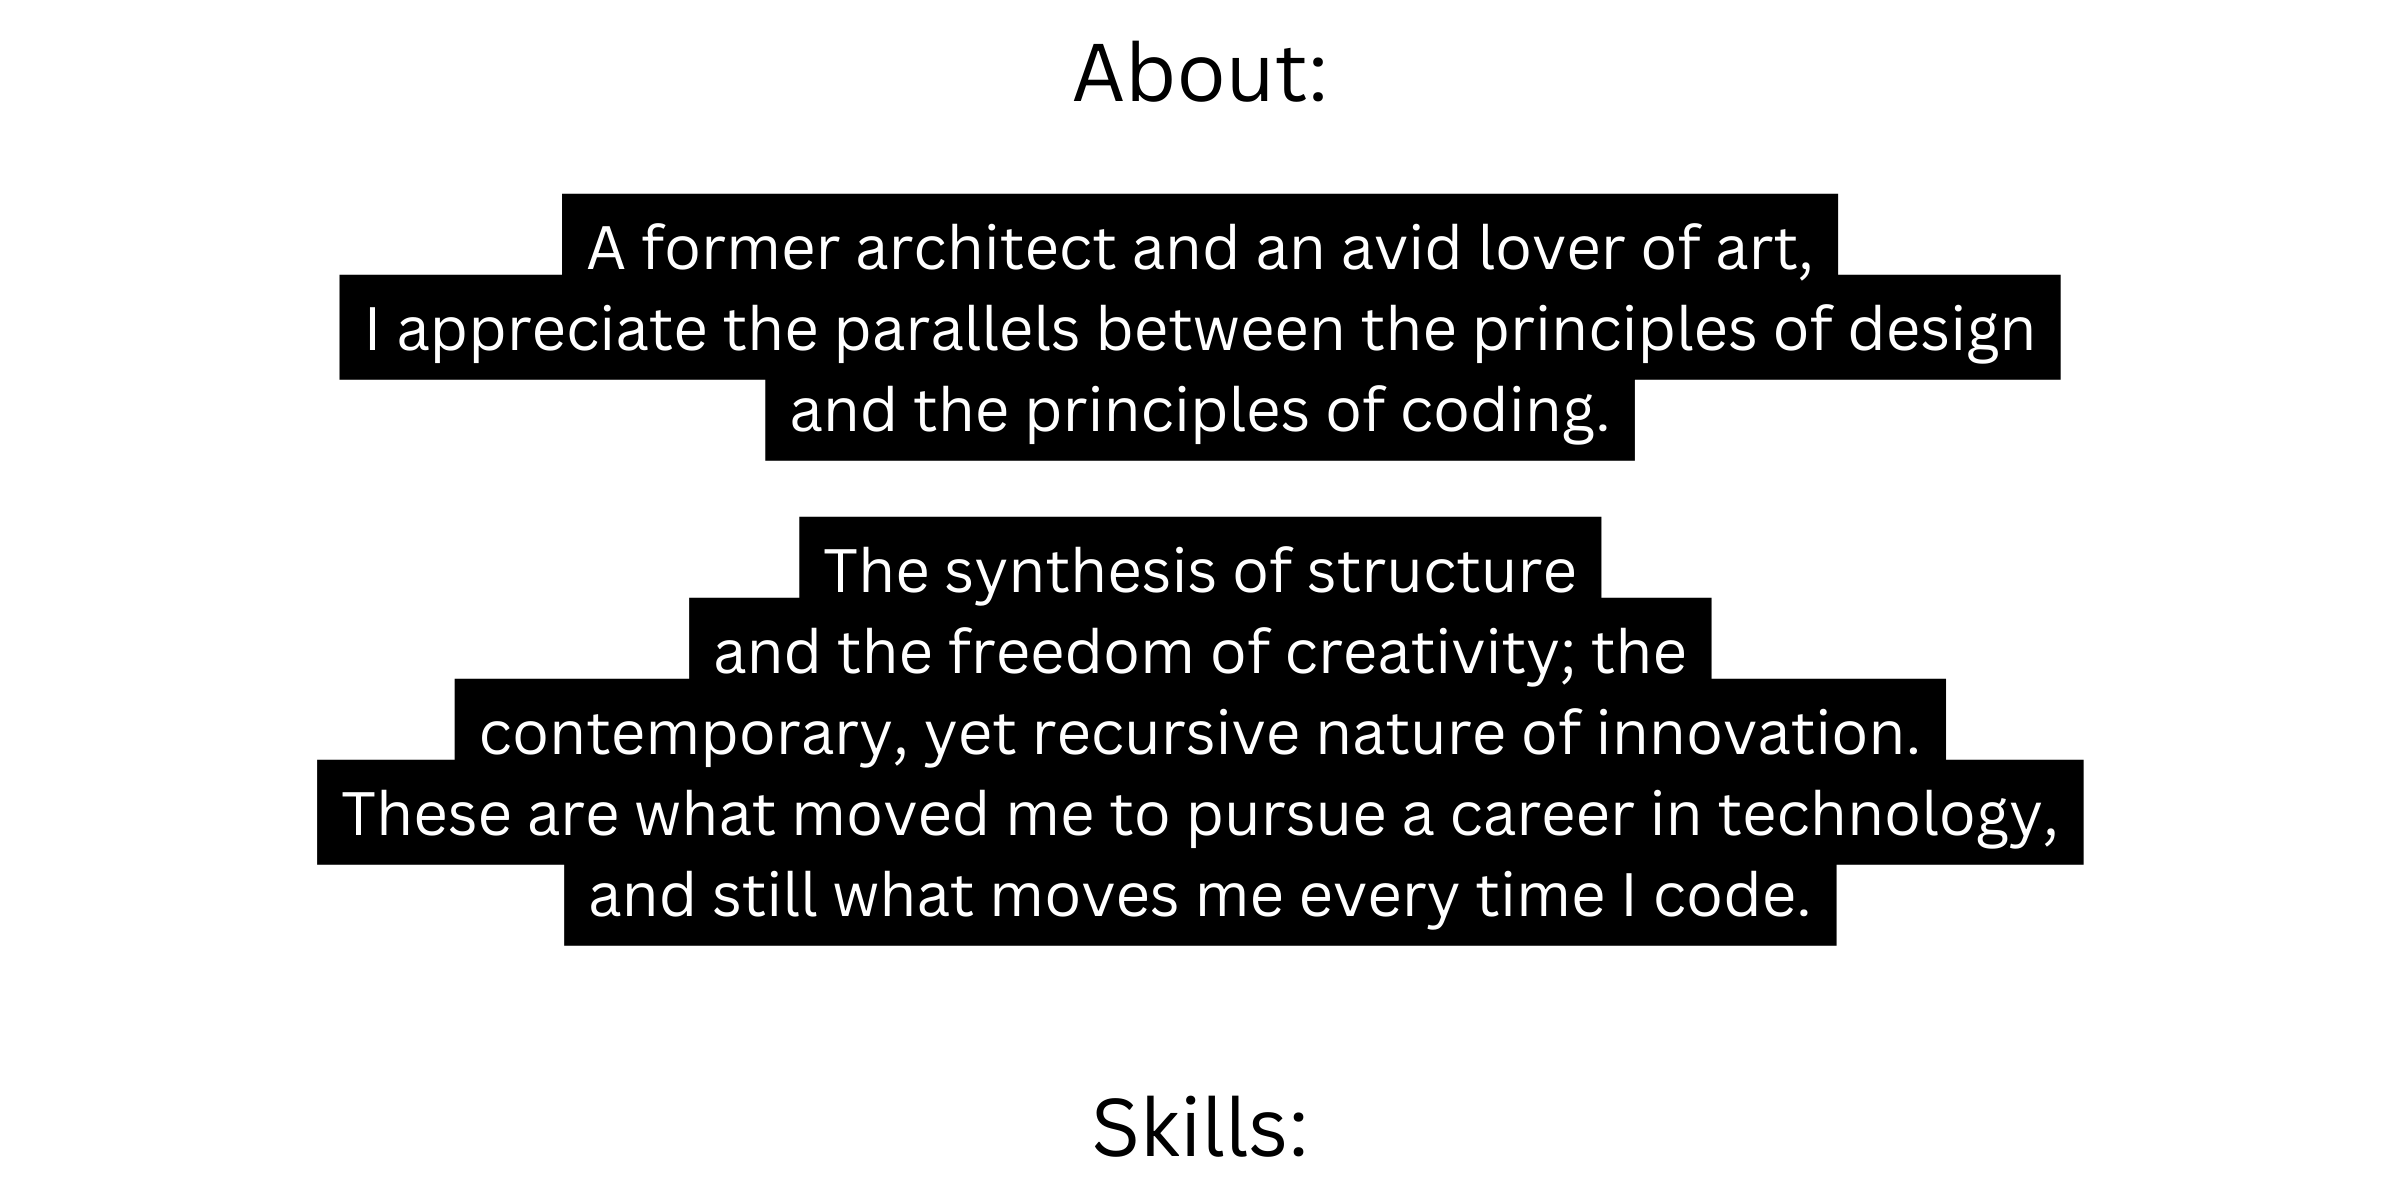 About:
A former architect and an avid lover of art,
I appreciate the parallels between the principles of design
and the principles of coding.
The synthesis of structure
and the freedom of creativity; the
contemporary, yet recursive nature of innovation.
These are what moved me to pursue a career in technology,
and still what moves me every time I code.
Skills: